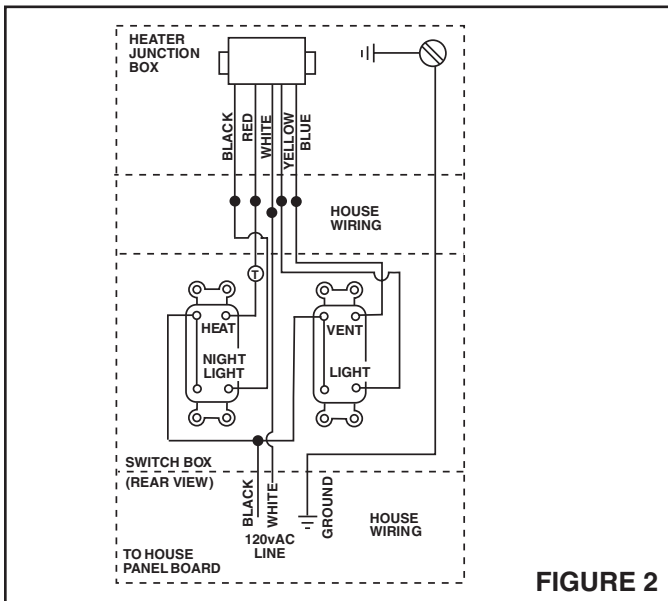 HEATER
JUNCTION
BOX
BLACK
RED
WHITE
YELLOW
BLUE
HOUSE
WIRING
T
HEAT
NIGHT
LIGHT
VENT
LIGHT
SWITCH BOX
(REAR VIEW)
BLACK
WHITE
GROUND
120vAC
LINE
HOUSE
WIRING
TO HOUSE
PANEL BOARD
FIGURE 2